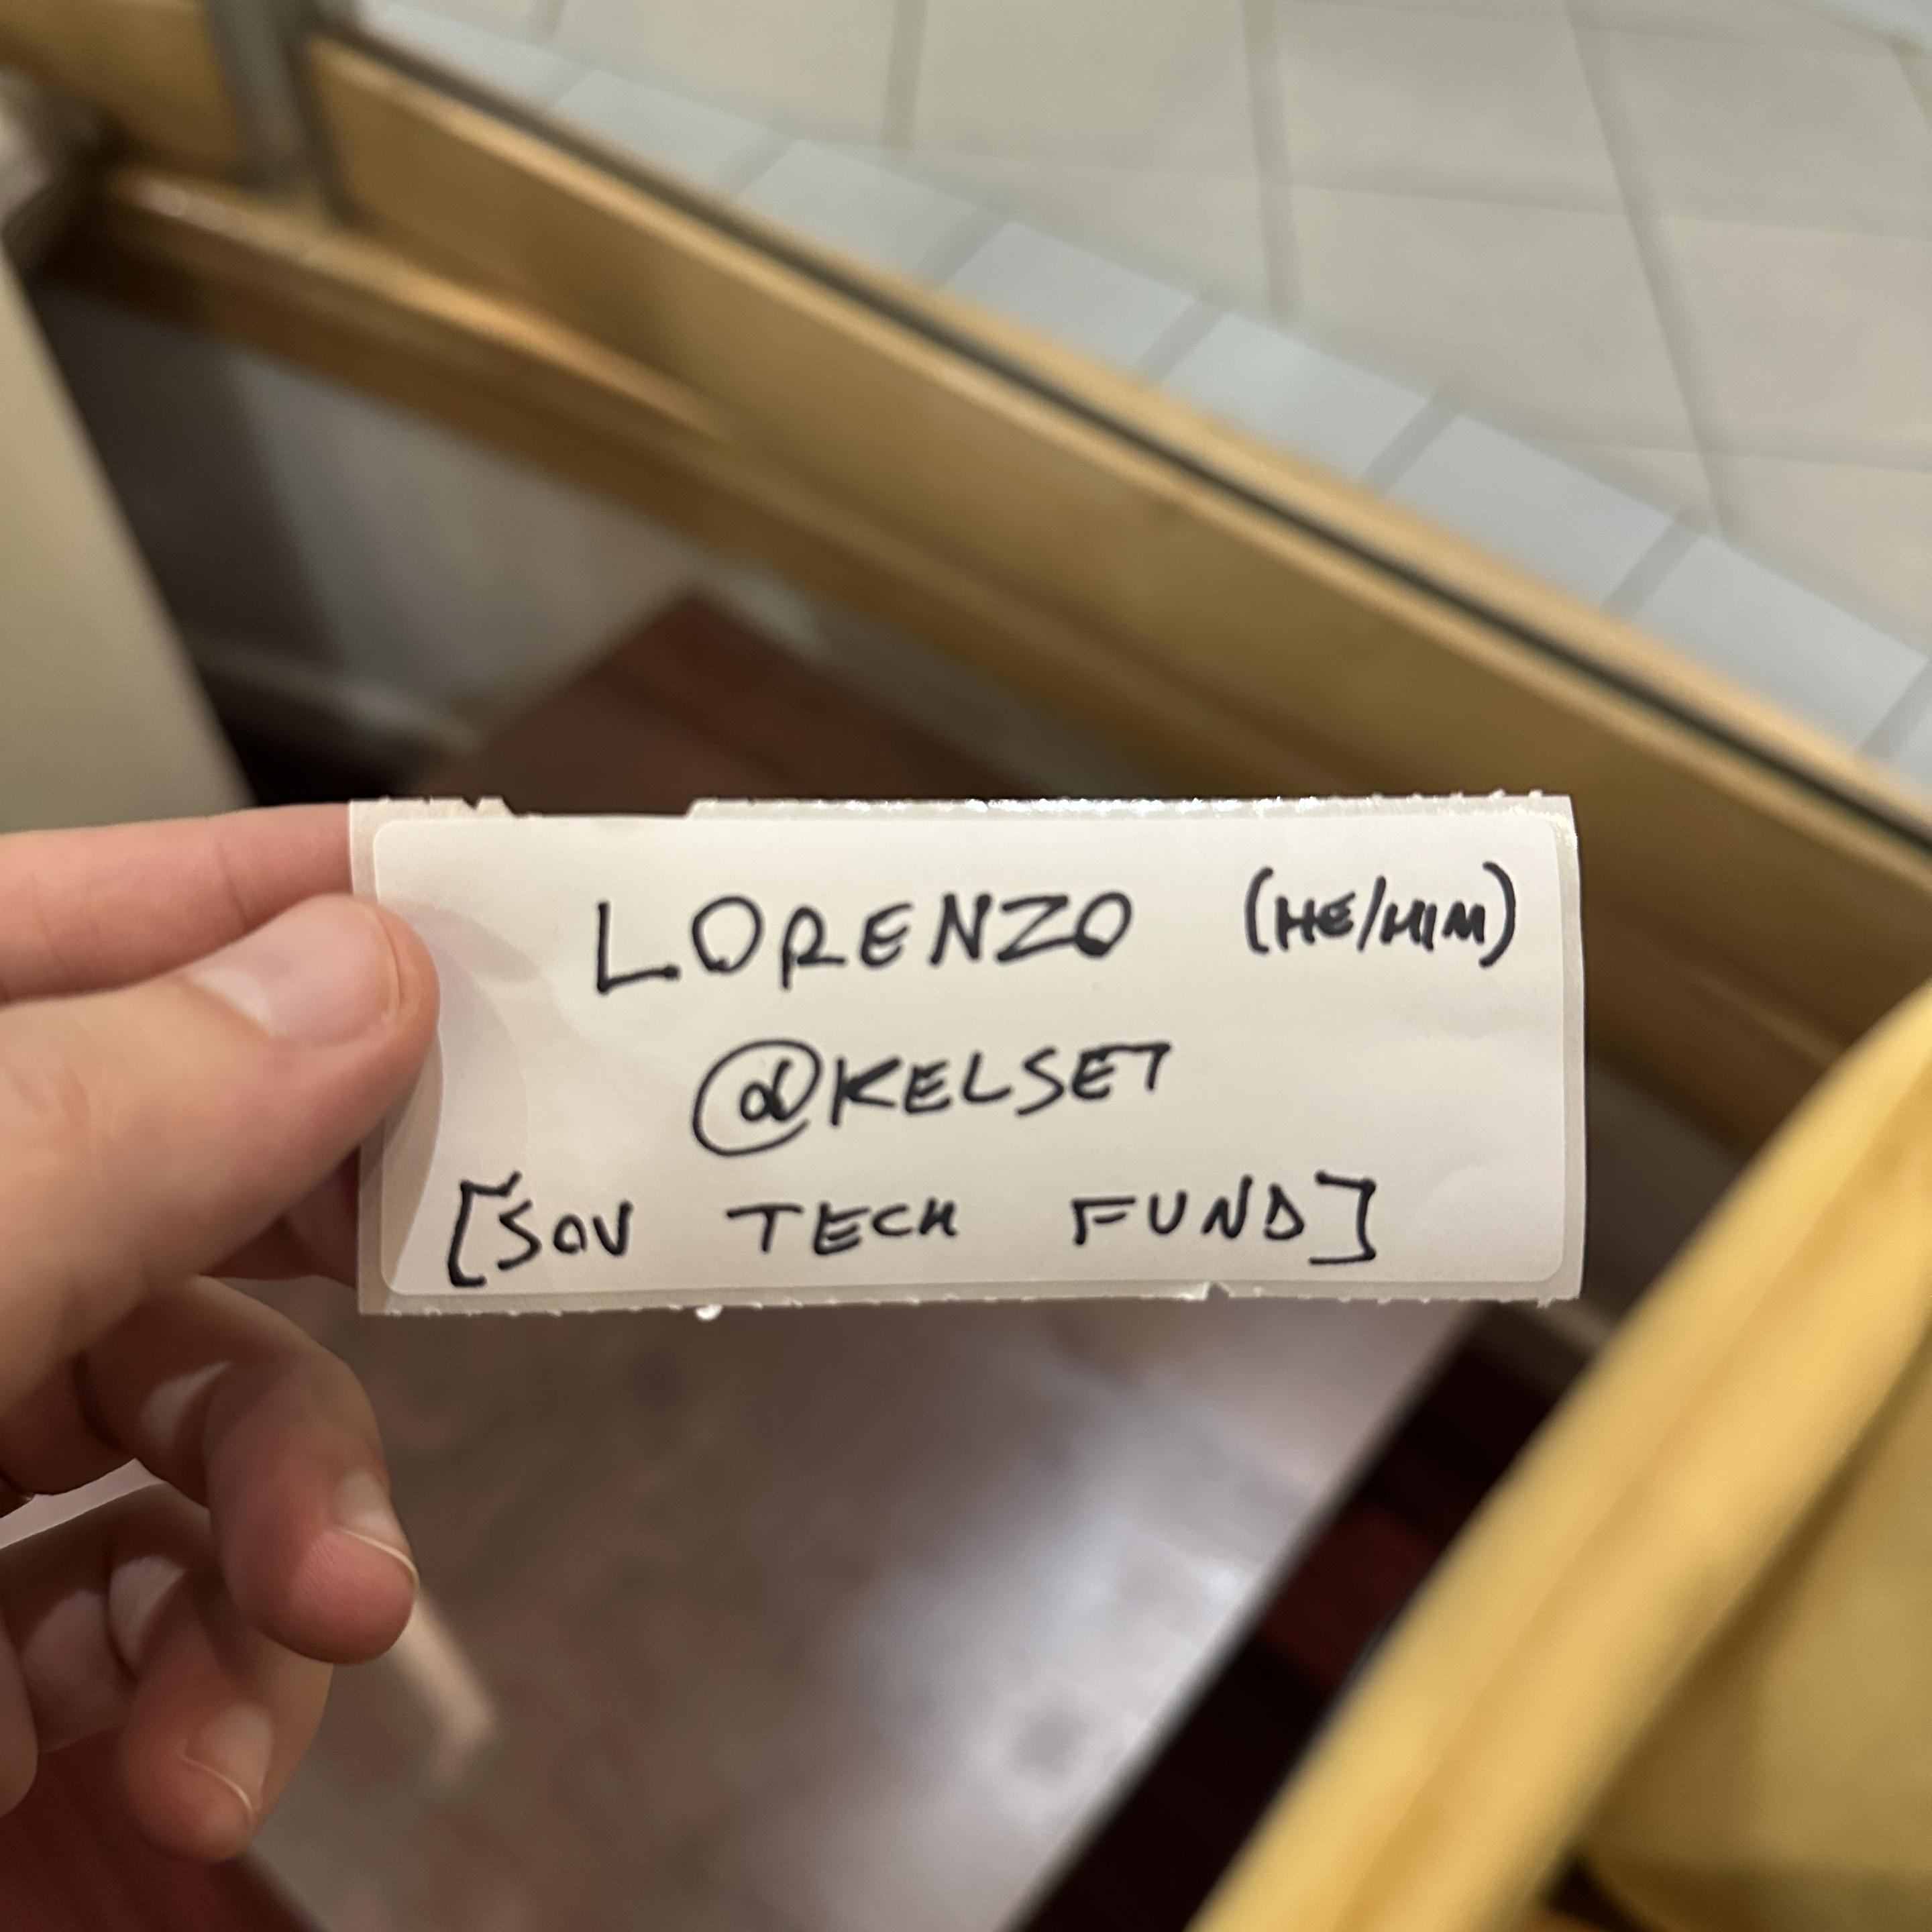 LORENZO (HE/HIM)
@KELSET
[SOV TECH FUND]